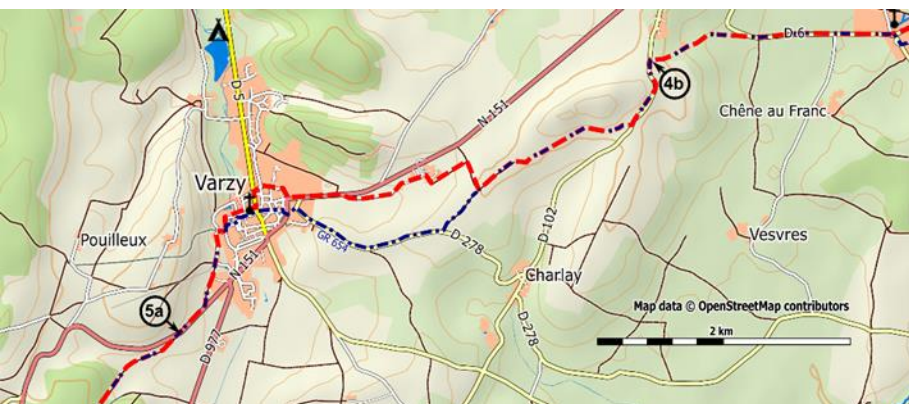 D 5
D 6
4b
N 151
Chêne au Franc
Varzy
GR 654
D 102
Pouilleux
D 278
Vesvres
N 151
Charlay
5a
Map data © OpenStreetMap contributors
2 km
D 977
D 278